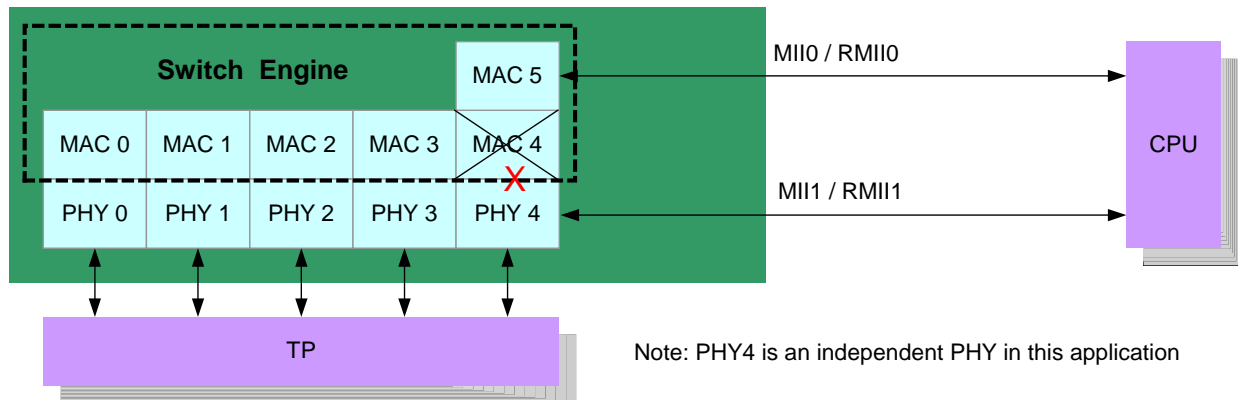 Switch Engine
MAC 5
MII0 / RMII0
MAC 0
MAC 1
MAC 2
MAC 3
MAC 4
X
CPU
PHY 0
PHY 1
PHY 2
PHY 3
PHY 4
MII1 / RMII1
TP
Note: PHY4 is an independent PHY in this application